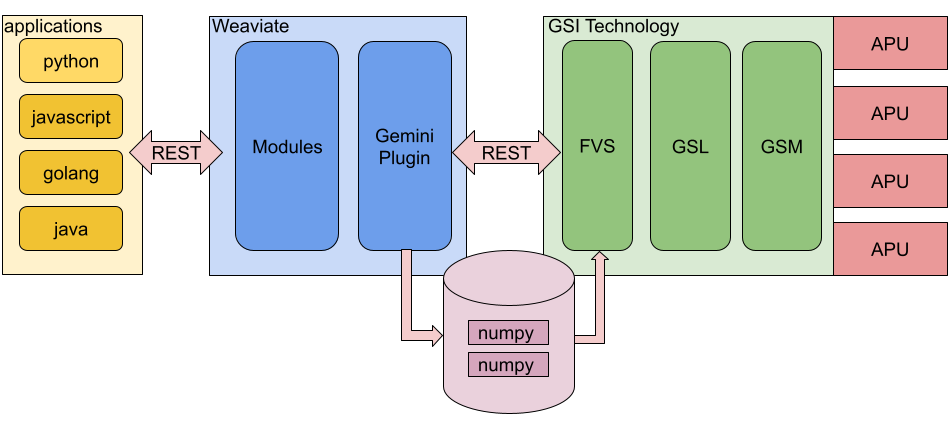 applications
python
javascript
golang
java
REST
Weaviate
Modules
Gemini
Plugin
REST
GSI Technology
FVS
GSL
GSM
APU
APU
APU
APU
numpy
numpy